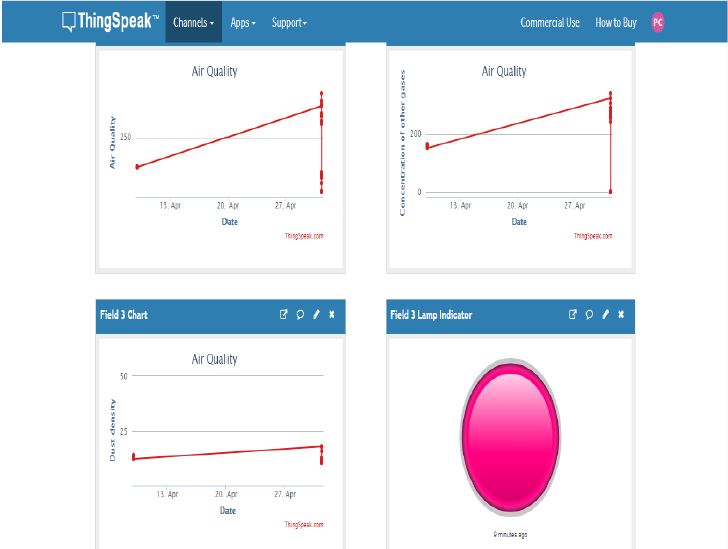 ThingSpeak™ Channels Apps Support Commercial Use How to Buy PC
Air Quality
Air Quality
250
13. Apr 20. Apr 27. Apr
Date
ThingSpeak.com
Air Quality
Concentration of other gases
200
0
13. Apr 20. Apr 27. Apr
Date
ThingSpeak.com
Field 3 Chart
Air Quality
Dust density
50
25
13. Apr 20. Apr 27. Apr
Date
ThingSpeak.com
Field 3 Lamp Indicator
9 minutes ago